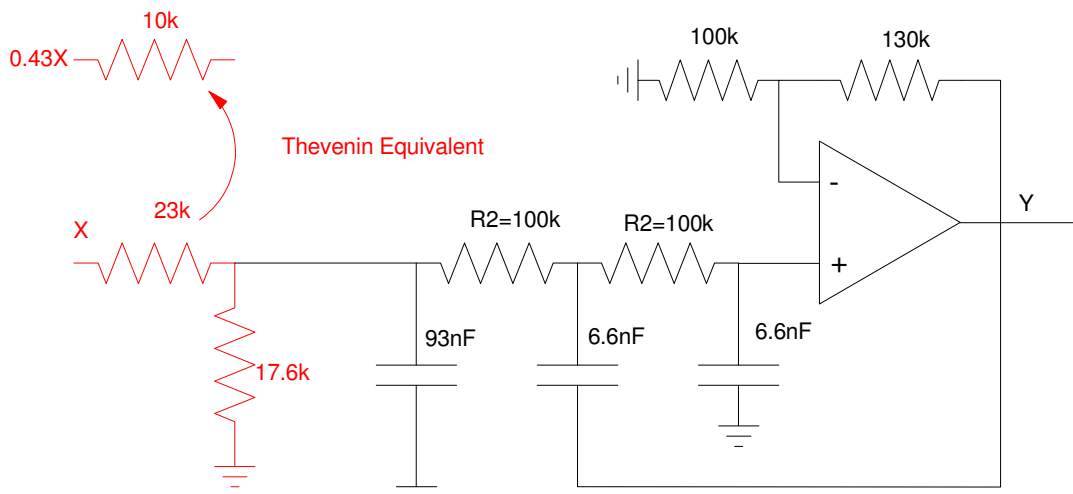 10k
0.43X
100k
130k
Thevenin Equivalent
-
Y
23k
X
R2=100k
R2=100k
+
93nF
6.6nF
6.6nF
17.6k